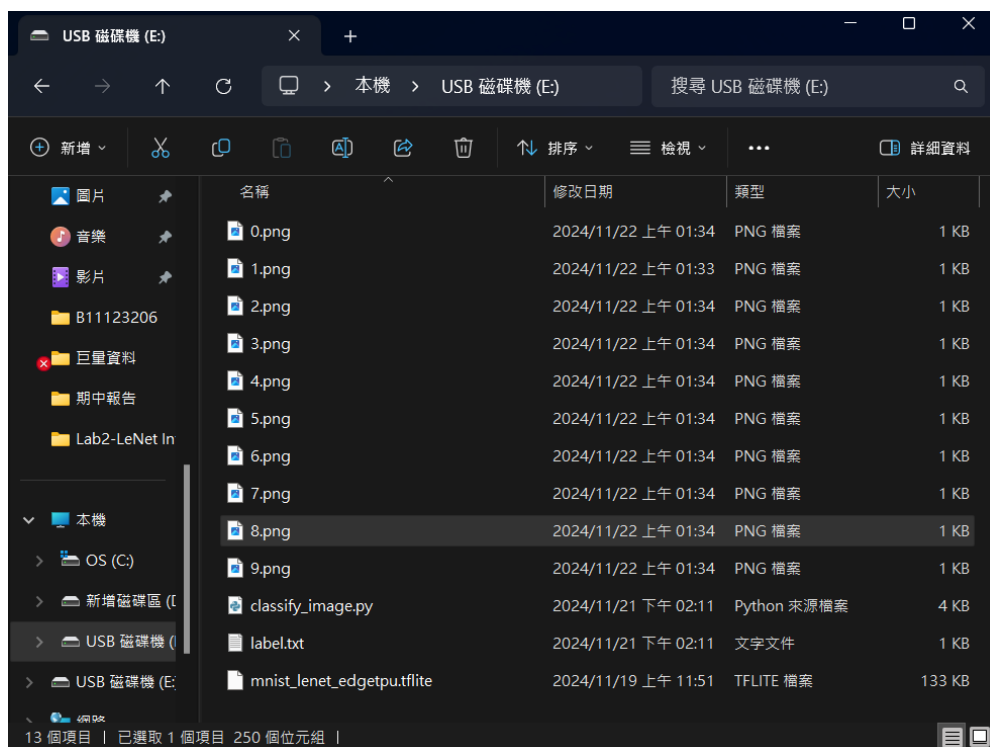 USB 磁碟機 (E:)
本機 > USB 磁碟機 (E:)
搜尋 USB 磁碟機 (E:)
新增 排序 檢視 ••• 詳細資料
名稱 修改日期 類型 大小
圖片
音樂
影片
B11123206
巨量資料
期中報告
Lab2-LeNet In
本機
OS (C:)
新增磁碟區 (D
USB 磁碟機 (
USB 磁碟機 (E:
網路
0.png 2024/11/22 上午 01:34 PNG 檔案 1 KB
1.png 2024/11/22 上午 01:33 PNG 檔案 1 KB
2.png 2024/11/22 上午 01:34 PNG 檔案 1 KB
3.png 2024/11/22 上午 01:34 PNG 檔案 1 KB
4.png 2024/11/22 上午 01:34 PNG 檔案 1 KB
5.png 2024/11/22 上午 01:34 PNG 檔案 1 KB
6.png 2024/11/22 上午 01:34 PNG 檔案 1 KB
7.png 2024/11/22 上午 01:34 PNG 檔案 1 KB
8.png 2024/11/22 上午 01:34 PNG 檔案 1 KB
9.png 2024/11/22 上午 01:34 PNG 檔案 1 KB
classify_image.py 2024/11/21 下午 02:11 Python 來源檔案 4 KB
label.txt 2024/11/21 下午 02:11 文字文件 1 KB
mnist_lenet_edgetpu.tflite 2024/11/19 上午 11:51 TFLITE 檔案 133 KB
13 個項目 | 已選取 1 個項目 250 個位元組 |